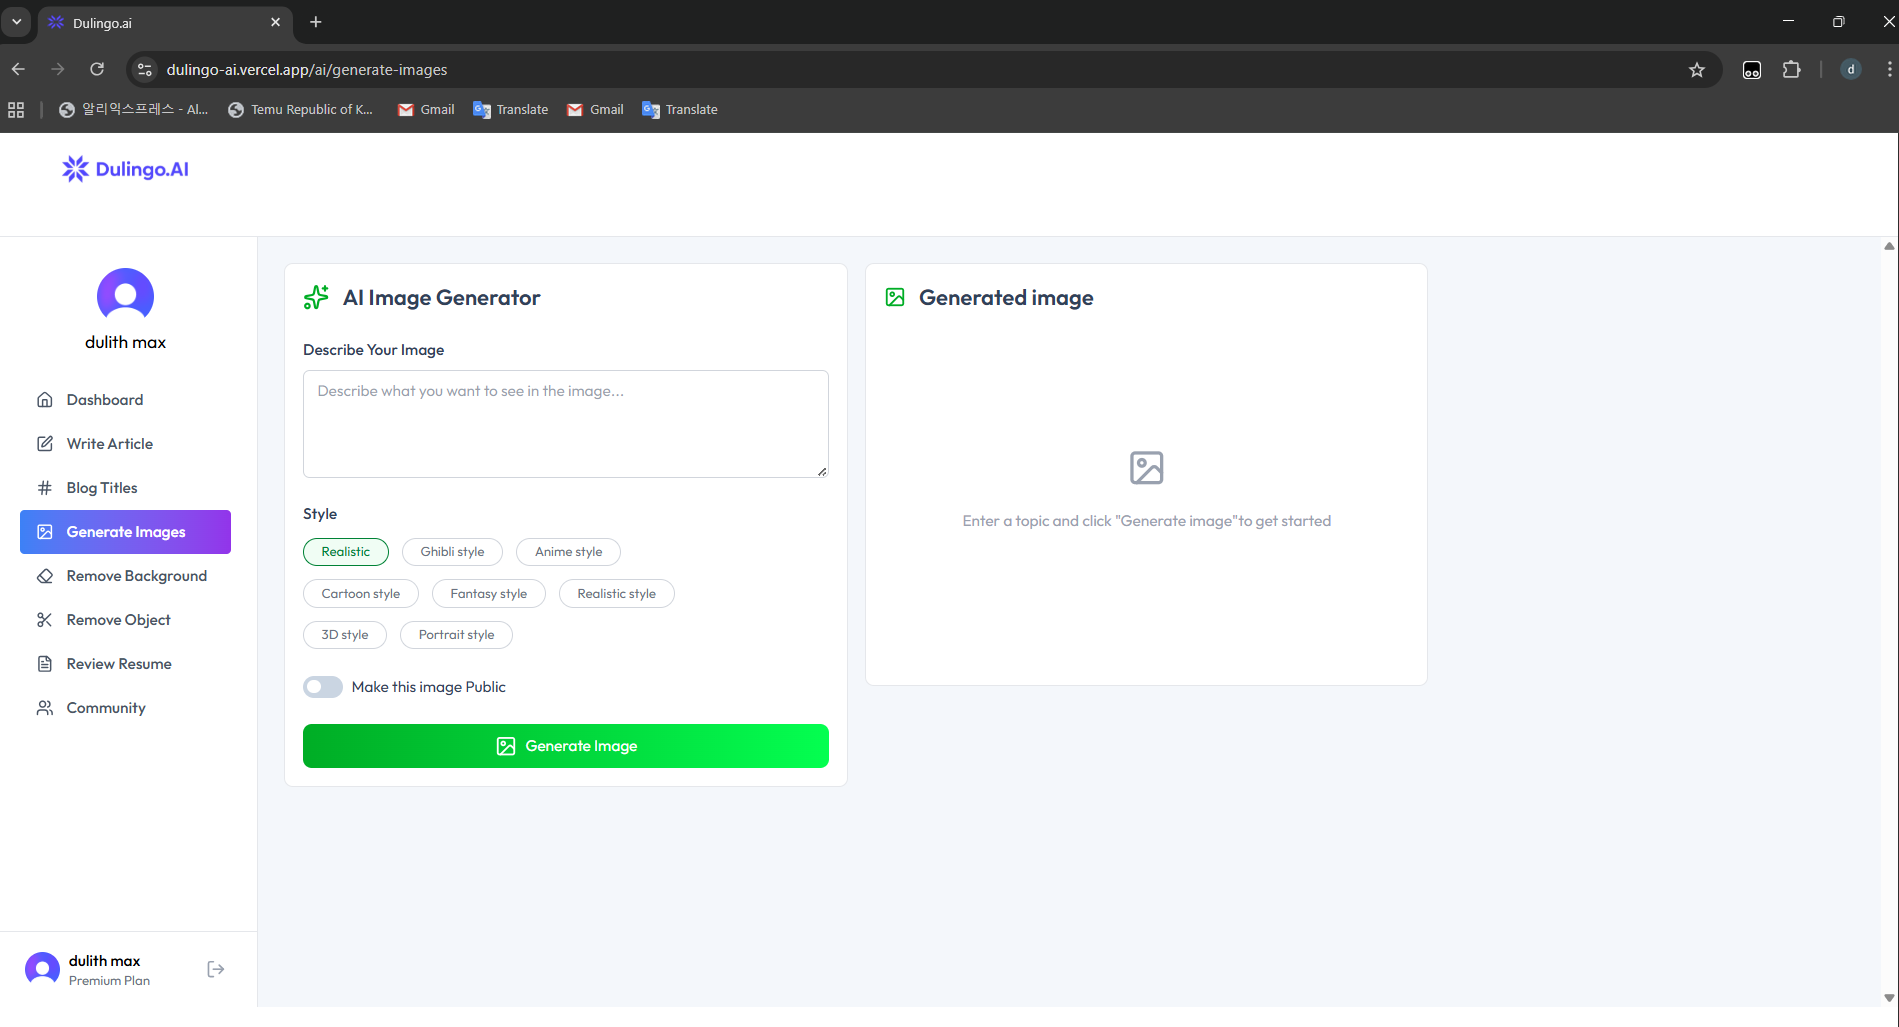 Dulingo.ai
dulingo-ai.vercel.app/ai/generate-images
d
알리익스프레스 - Al...
Temu Republic of K...
Gmail
Translate
Gmail
Translate
Dulingo.AI
dulith max
Dashboard
Write Article
Blog Titles
Generate Images
Remove Background
Remove Object
Review Resume
Community
dulith max
Premium Plan
AI Image Generator
Describe Your Image
Describe what you want to see in the image...
Style
Realistic
Ghibli style
Anime style
Cartoon style
Fantasy style
Realistic style
3D style
Portrait style
Make this image Public
Generate Image
Generated image
Enter a topic and click "Generate image"to get started